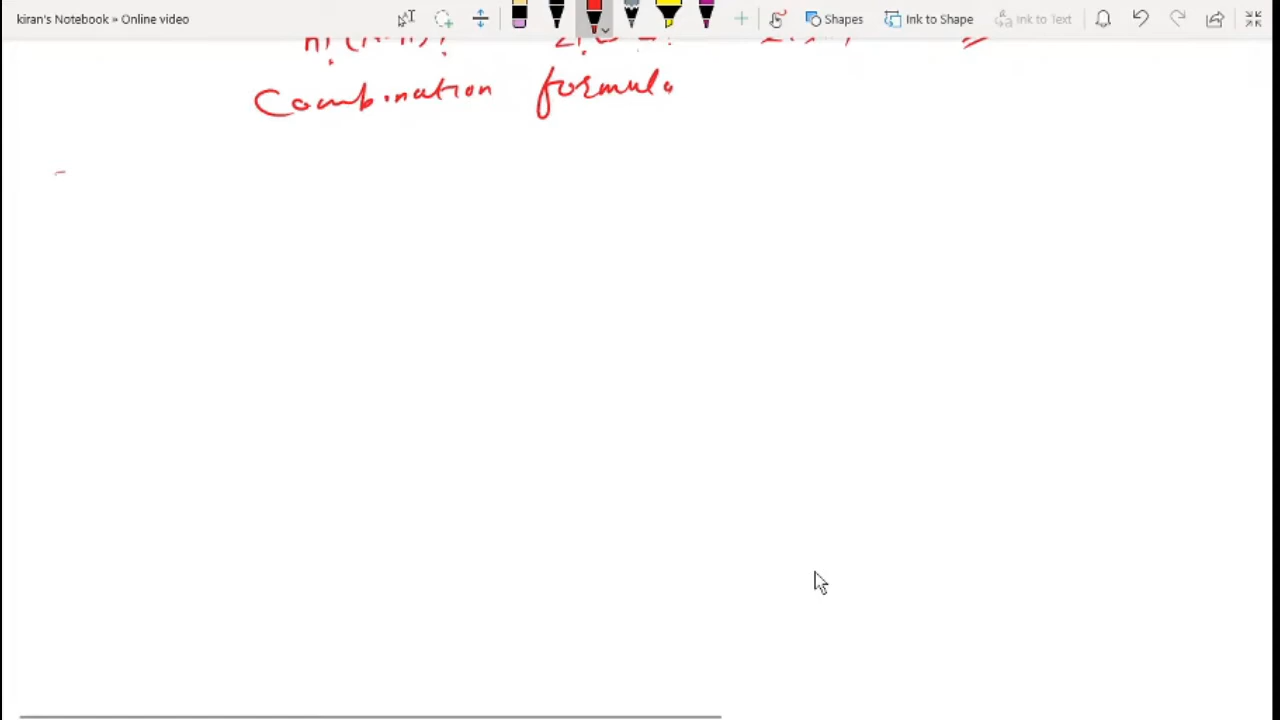 kiran's Notebook » Online video
Shapes
Ink to Shape
Ink to Text
Combination formula